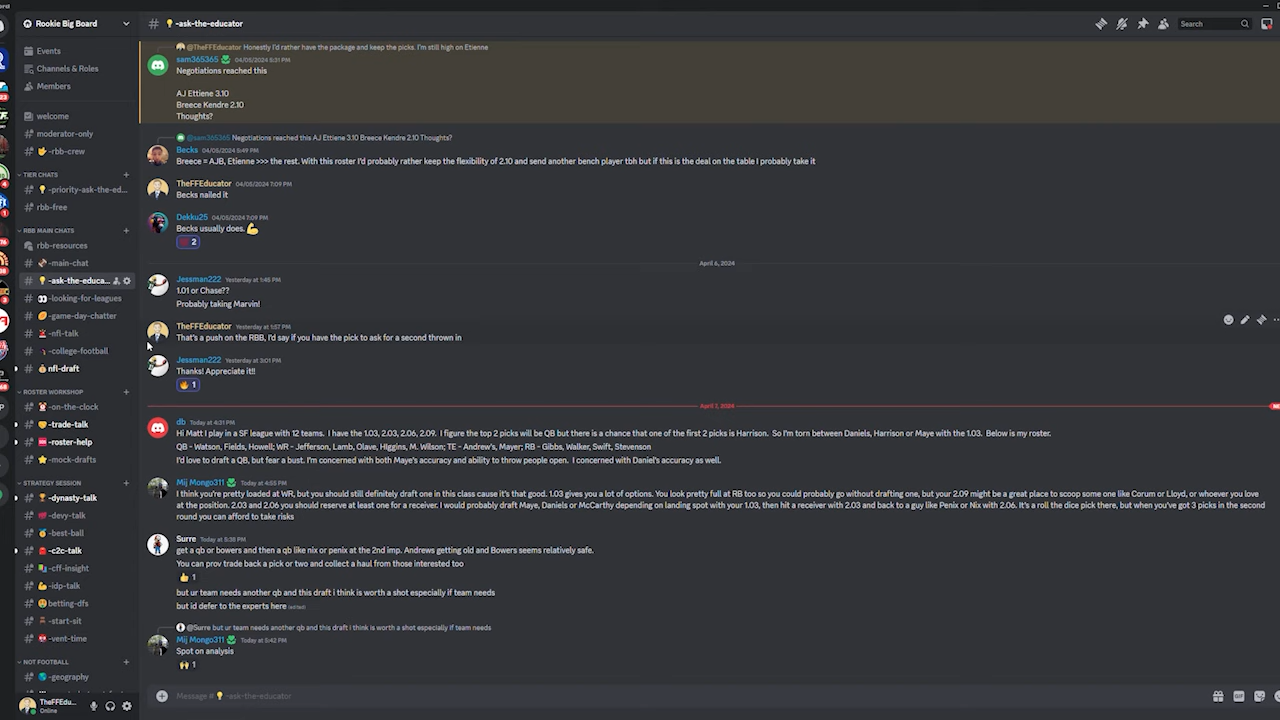 Rookie Big Board
Events
Channels & Roles
Members
# welcome
# moderator-only
# -rbb-crew
TIER CHATS
# -priority-ask-the-ed...
# rbb-free
RBB MAIN CHATS
# rbb-resources
# -main-chat
# -ask-the-educa...
# -looking-for-leagues
# -game-day-chatter
# -nfl-talk
# -college-football
# nfl-draft
ROSTER WORKSHOP
# -on-the-clock
# -trade-talk
# -roster-help
# -mock-drafts
STRATEGY SESSION
# -dynasty-talk
# -devy-talk
# -best-ball
# -c2c-talk
# -cff-insight
# -idp-talk
# betting-dfs
# -start-sit
# -vent-time
NOT FOOTBALL
# -geography
TheFFEdu...
Online
# -ask-the-educator
Search
@TheFFEducator Honestly I'd rather have the package and keep the picks. I'm still high on Etienne
sam365365 04/05/2024 5:31 PM
Negotiations reached this
AJ Ettiene 3.10
Breece Kendre 2.10
Thoughts?
@sam365365 Negotiations reached this AJ Ettiene 3.10 Breece Kendre 2.10 Thoughts?
Becks 04/05/2024 5:49 PM
Breece = AJB, Etienne >>> the rest. With this roster I'd probably rather keep the flexibility of 2.10 and send another bench player tbh but if this is the deal on the table I probably take it
TheFFEducator 04/05/2024 7:09 PM
Becks nailed it
Dekku25 04/05/2024 7:09 PM
Becks usually does. 💪
2
April 6, 2024
Jessman222 Yesterday at 1:45 PM
1.01 or Chase??
Probably taking Marvin!
TheFFEducator Yesterday at 1:57 PM
That's a push on the RBB, I'd say if you have the pick to ask for a second thrown in
Jessman222 Yesterday at 3:01 PM
Thanks! Appreciate it!!
🔥 1
April 7, 2024
db Today at 4:31 PM
Hi Matt I play in a SF league with 12 teams. I have the 1.03, 2.03, 2.06, 2.09. I figure the top 2 picks will be QB but there is a chance that one of the first 2 picks is Harrison. So I'm torn between Daniels, Harrison or Maye with the 1.03. Below is my roster.
QB - Watson, Fields, Howell; WR - Jefferson, Lamb, Olave, Higgins, M. Wilson; TE - Andrew's, Mayer; RB - Gibbs, Walker, Swift, Stevenson
I'd love to draft a QB, but fear a bust. I'm concerned with both Maye's accuracy and ability to throw people open. I concerned with Daniel's accuracy as well.
Mij Mongo311 Today at 4:55 PM
I think you're pretty loaded at WR, but you should still definitely draft one in this class cause it's that good. 1.03 gives you a lot of options. You look pretty full at RB too so you could probably go without drafting one, but your 2.09 might be a great place to scoop some one like Corum or Lloyd, or whoever you love
at the position. 2.03 and 2.06 you should reserve at least one for a receiver. I would probably draft Maye, Daniels or McCarthy depending on landing spot with your 1.03, then hit a receiver with 2.03 and back to a guy like Penix or Nix with 2.06. It's a roll the dice pick there, but when you've got 3 picks in the second
round you can afford to take risks
Surre Today at 5:38 PM
get a qb or bowers and then a qb like nix or penix at the 2nd imp. Andrews getting old and Bowers seems relatively safe.
You can prov trade back a pick or two and collect a haul from those interested too
👍 1
but ur team needs another qb and this draft i think is worth a shot especially if team needs
but id defer to the experts here (edited)
@Surre but ur team needs another qb and this draft i think is worth a shot especially if team needs
Mij Mongo311 Today at 5:42 PM
Spot on analysis
🙌 1
Message # -ask-the-educator